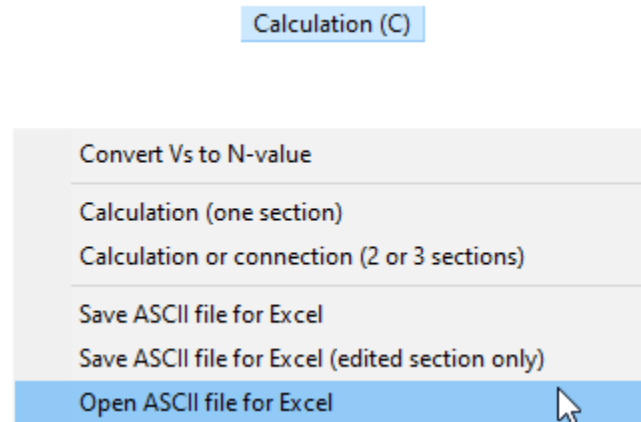 Calculation (C)
Convert Vs to N-value
Calculation (one section)
Calculation or connection (2 or 3 sections)
Save ASCII file for Excel
Save ASCII file for Excel (edited section only)
Open ASCII file for Excel